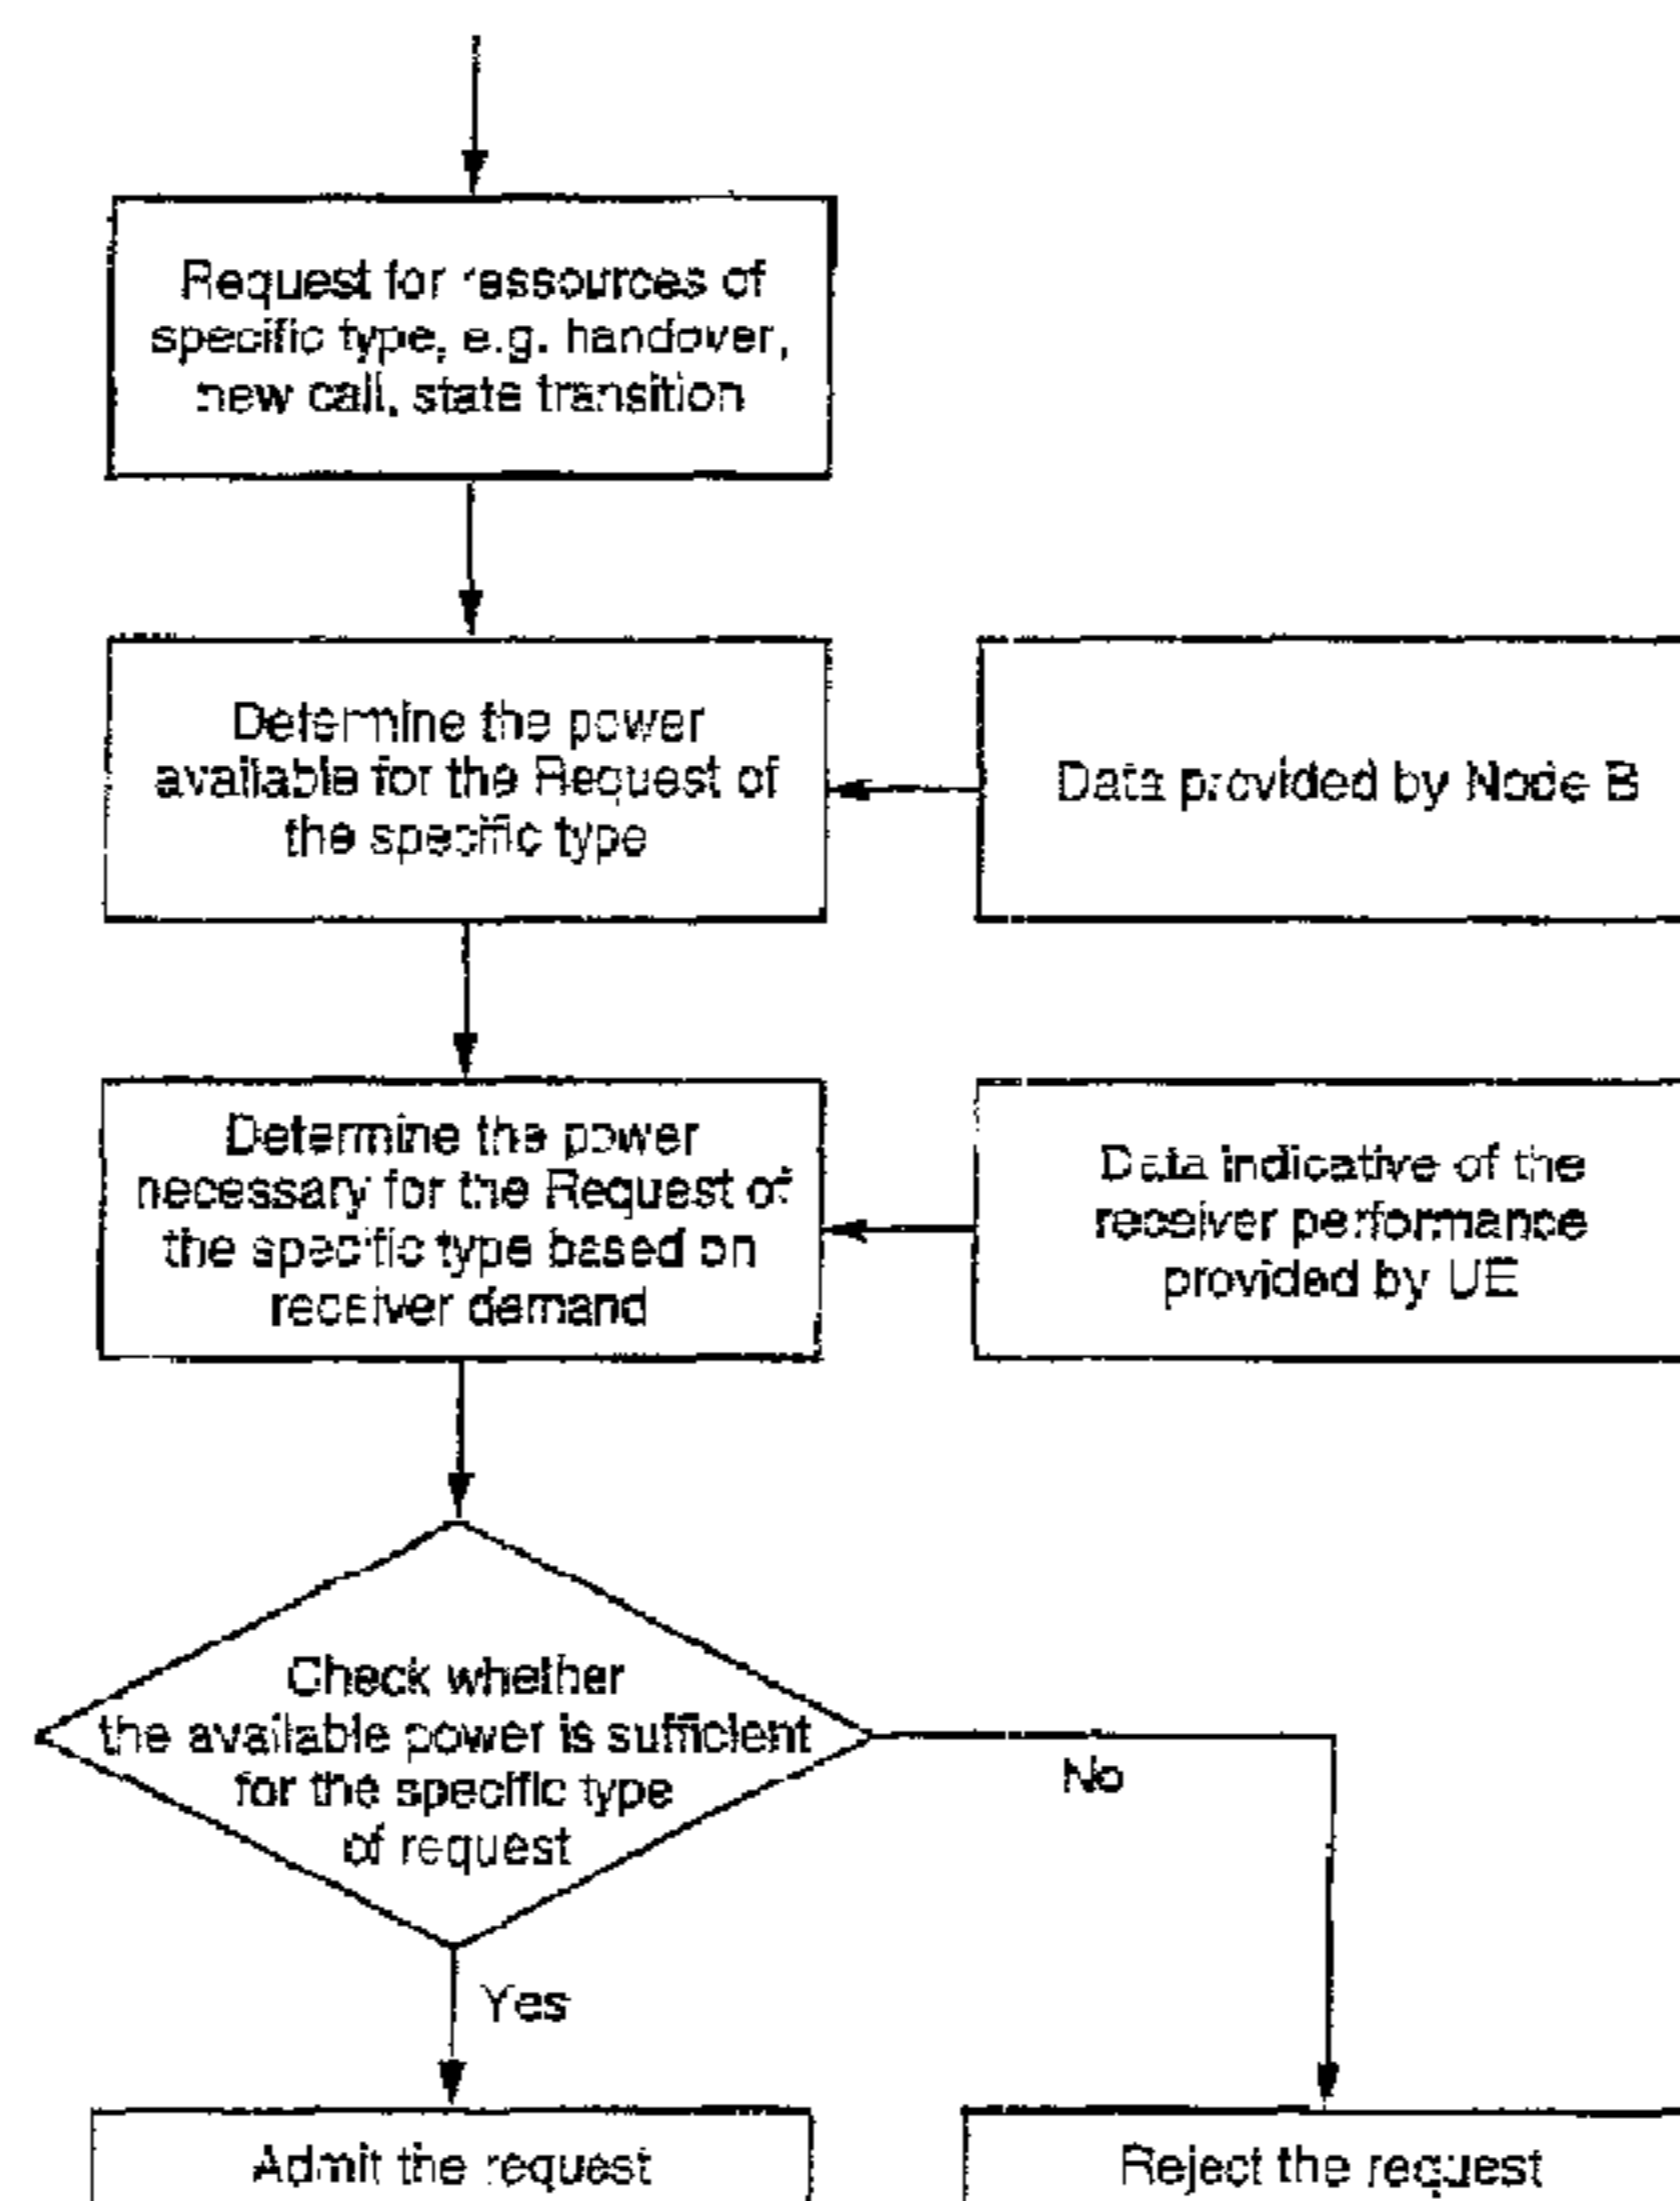 Request for ressources of
specific type, e.g. handover,
new call, state transition
Determine the power
available for the Request of
the specific type
Data provided by Node B
Determine the power
necessary for the Request of
the specific type based on
receiver demand
Data indicative of the
receiver performance
provided by UE
Check whether
the available power is sufficient
for the specific type
of request
No
Yes
Admit the request
Reject the request